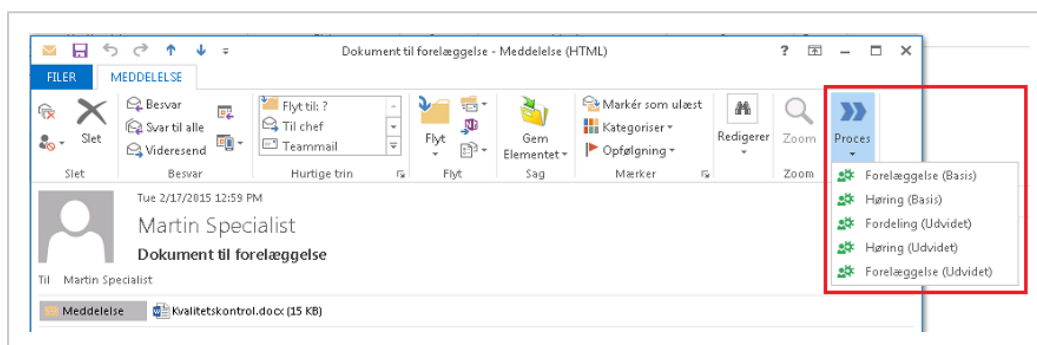 Dokument til forelæggelse - Meddelelse (HTML)
?
FILER
MEDDELELSE
Slet
Slet
Besvar
Svar til alle
Videresend
Besvar
Flyt til: ?
Til chef
Teammail
Hurtige trin
Flyt
Flyt
Gem
Elementet
Sag
Markér som ulæst
Kategoriser
Opfølgning
Mærker
Redigerer
Zoom
Zoom
Proces
Forelæggelse (Basis)
Høring (Basis)
Fordeling (Udvidet)
Høring (Udvidet)
Forelæggelse (Udvidet)
Tue 2/17/2015 12:59 PM
Martin Specialist
Dokument til forelæggelse
Til Martin Specialist
Meddelelse
Kvalitetskontrol.docx (15 KB)